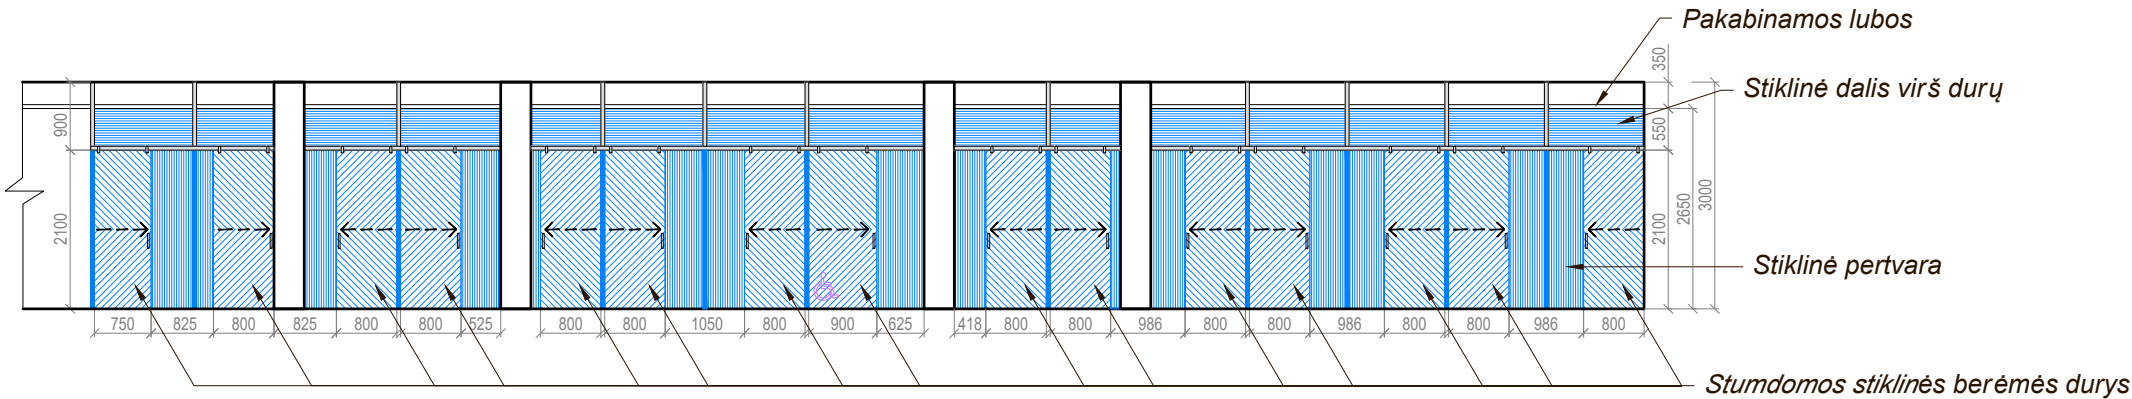 Pakabinamos lubos
350
Stiklinė dalis virš durų
900
550
2100
2100
2650
3000
Stiklinė pertvara
750 825 800 825 800 800 525 800 800 1050 800 900 625 418 800 800 986 800 800 986 800 800 986 800
Stumdomos stiklinės berėmės durys